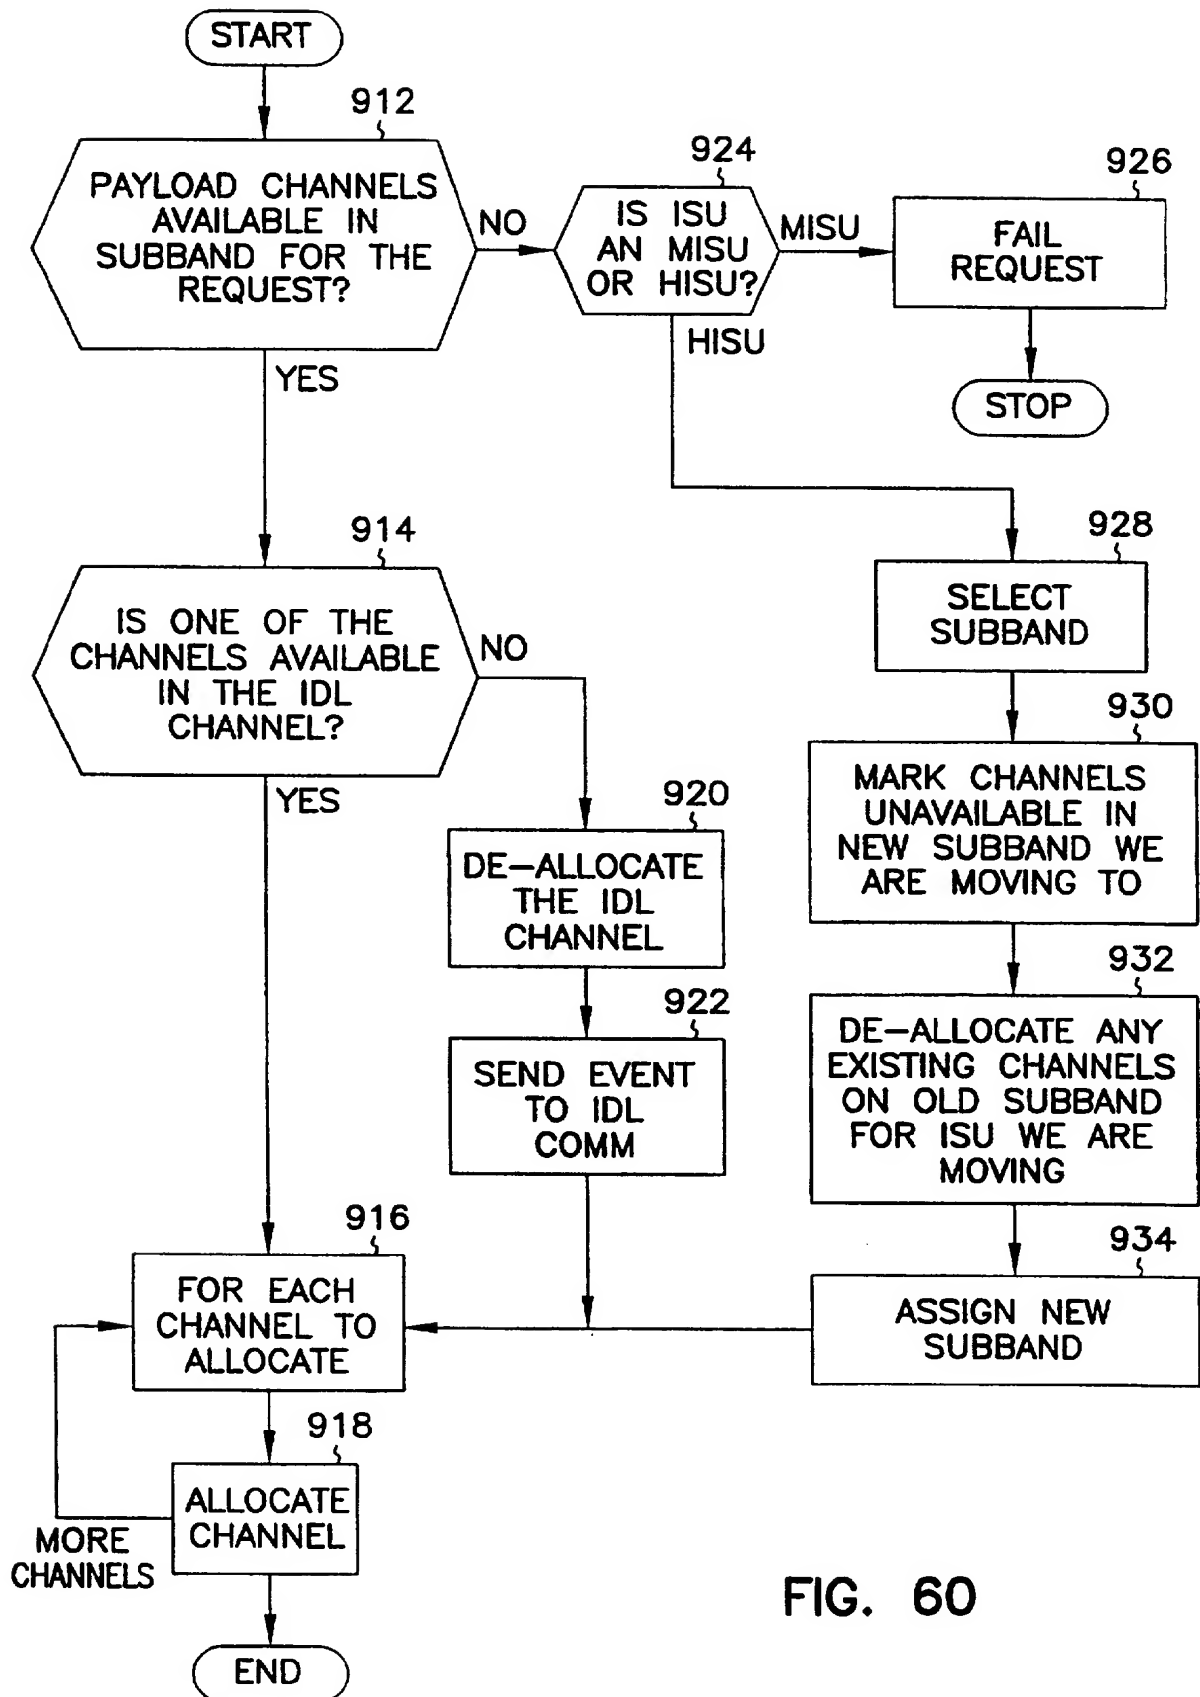 START
912
PAYLOAD CHANNELS
AVAILABLE IN
SUBBAND FOR THE
REQUEST?
NO
YES
924
IS ISU
AN MISU
OR HISU?
MISU
HISU
926
FAIL
REQUEST
STOP
914
IS ONE OF THE
CHANNELS AVAILABLE
IN THE IDL
CHANNEL?
NO
YES
928
SELECT
SUBBAND
930
MARK CHANNELS
UNAVAILABLE IN
NEW SUBBAND WE
ARE MOVING TO
920
DE-ALLOCATE
THE IDL
CHANNEL
932
DE-ALLOCATE ANY
EXISTING CHANNELS
ON OLD SUBBAND
FOR ISU WE ARE
MOVING
922
SEND EVENT
TO IDL
COMM
916
FOR EACH
CHANNEL TO
ALLOCATE
934
ASSIGN NEW
SUBBAND
918
ALLOCATE
CHANNEL
MORE
CHANNELS
END
FIG. 60